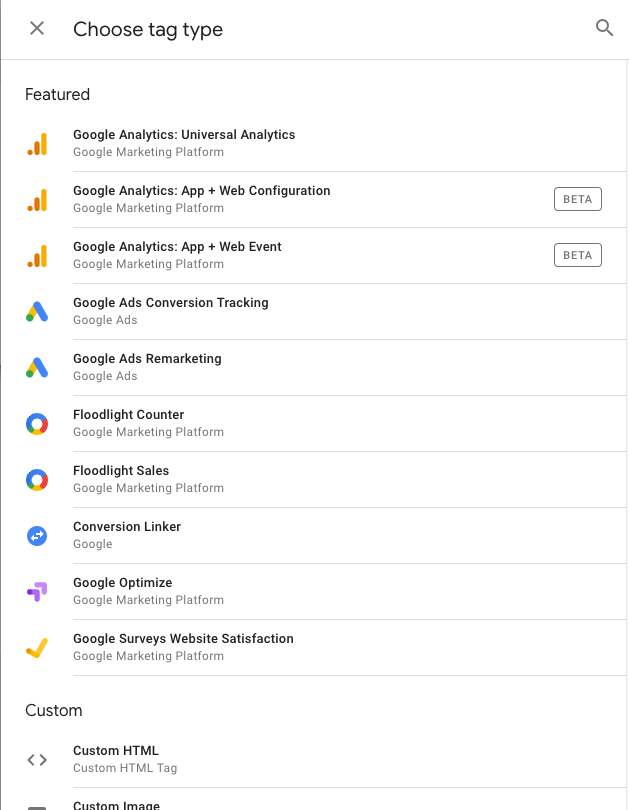 Choose tag type
Featured
Google Analytics: Universal Analytics
Google Marketing Platform
Google Analytics: App + Web Configuration
Google Marketing Platform
BETA
Google Analytics: App + Web Event
Google Marketing Platform
BETA
Google Ads Conversion Tracking
Google Ads
Google Ads Remarketing
Google Ads
Floodlight Counter
Google Marketing Platform
Floodlight Sales
Google Marketing Platform
Conversion Linker
Google
Google Optimize
Google Marketing Platform
Google Surveys Website Satisfaction
Google Marketing Platform
Custom
Custom HTML
Custom HTML Tag
Custom Image